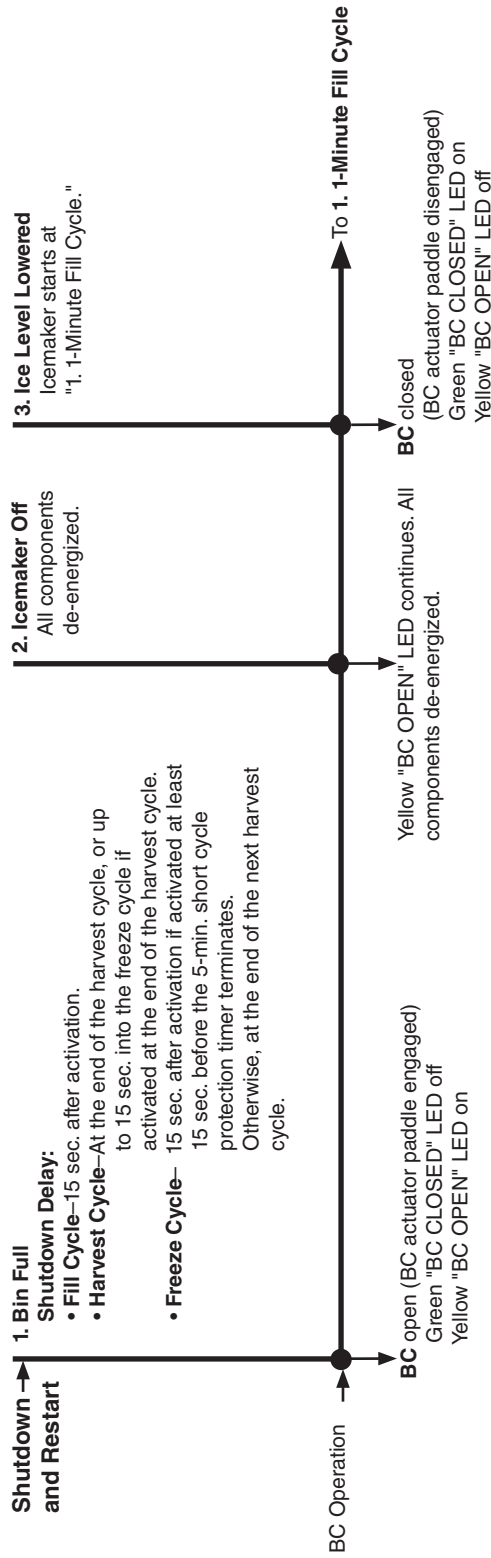 Shutdown
and Restart
1. Bin Full
Shutdown Delay:
• Fill Cycle–15 sec. after activation.
• Harvest Cycle–At the end of the harvest cycle, or up
to 15 sec. into the freeze cycle if
activated at the end of the harvest cycle.
• Freeze Cycle– 15 sec. after activation if activated at least
15 sec. before the 5-min. short cycle
protection timer terminates.
Otherwise, at the end of the next harvest
cycle.
2. Icemaker Off
All components
de-energized.
3. Ice Level Lowered
Icemaker starts at
"1. 1-Minute Fill Cycle."
BC Operation
To 1. 1-Minute Fill Cycle
BC open (BC actuator paddle engaged)
Green "BC CLOSED" LED off
Yellow "BC OPEN" LED on
Yellow "BC OPEN" LED continues. All
components de-energized.
BC closed
(BC actuator paddle disengaged)
Green "BC CLOSED" LED on
Yellow "BC OPEN" LED off